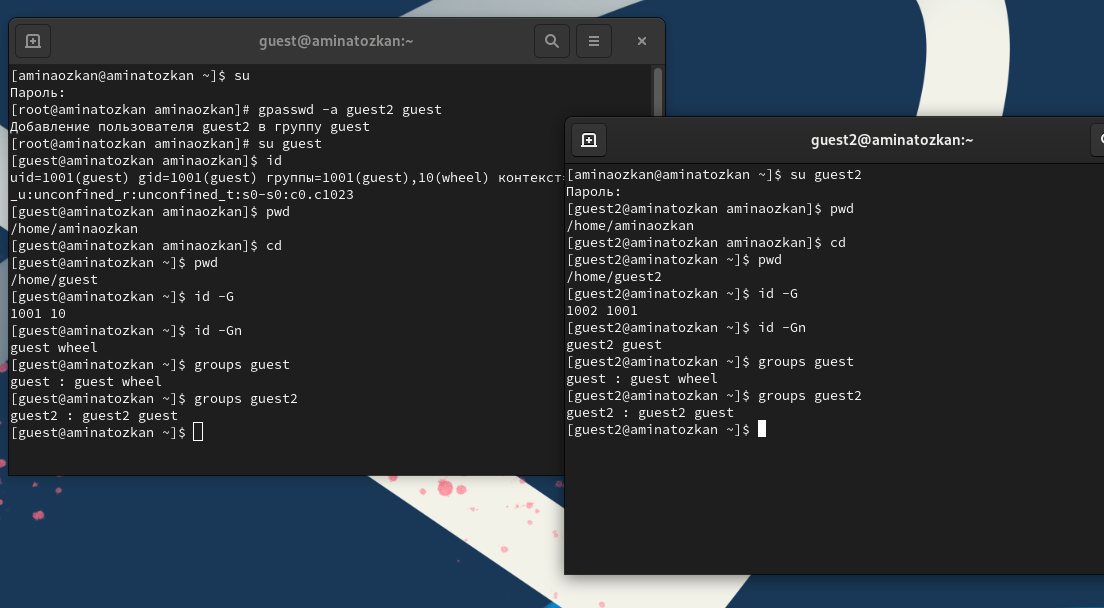 guest@aminatozkan:~
[aminaozkan@aminatozkan ~]$ su
Пароль:
[root@aminatozkan aminaozkan]# gpasswd -a guest2 guest
Добавление пользователя guest2 в группу guest
[root@aminatozkan aminaozkan]# su guest
[guest@aminatozkan aminaozkan]$ id
uid=1001(guest) gid=1001(guest) группы=1001(guest),10(wheel) контекст=
_u:unconfined_r:unconfined_t:s0-s0:c0.c1023
[guest@aminatozkan aminaozkan]$ pwd
/home/aminaozkan
[guest@aminatozkan aminaozkan]$ cd
[guest@aminatozkan ~]$ pwd
/home/guest
[guest@aminatozkan ~]$ id -G
1001 10
[guest@aminatozkan ~]$ id -Gn
guest wheel
[guest@aminatozkan ~]$ groups guest
guest : guest wheel
[guest@aminatozkan ~]$ groups guest2
guest2 : guest2 guest
[guest@aminatozkan ~]$
guest2@aminatozkan:~
[aminaozkan@aminatozkan ~]$ su guest2
Пароль:
[guest2@aminatozkan aminaozkan]$ pwd
/home/aminaozkan
[guest2@aminatozkan aminaozkan]$ cd
[guest2@aminatozkan ~]$ pwd
/home/guest2
[guest2@aminatozkan ~]$ id -G
1002 1001
[guest2@aminatozkan ~]$ id -Gn
guest2 guest
[guest2@aminatozkan ~]$ groups guest
guest : guest wheel
[guest2@aminatozkan ~]$ groups guest2
guest2 : guest2 guest
[guest2@aminatozkan ~]$